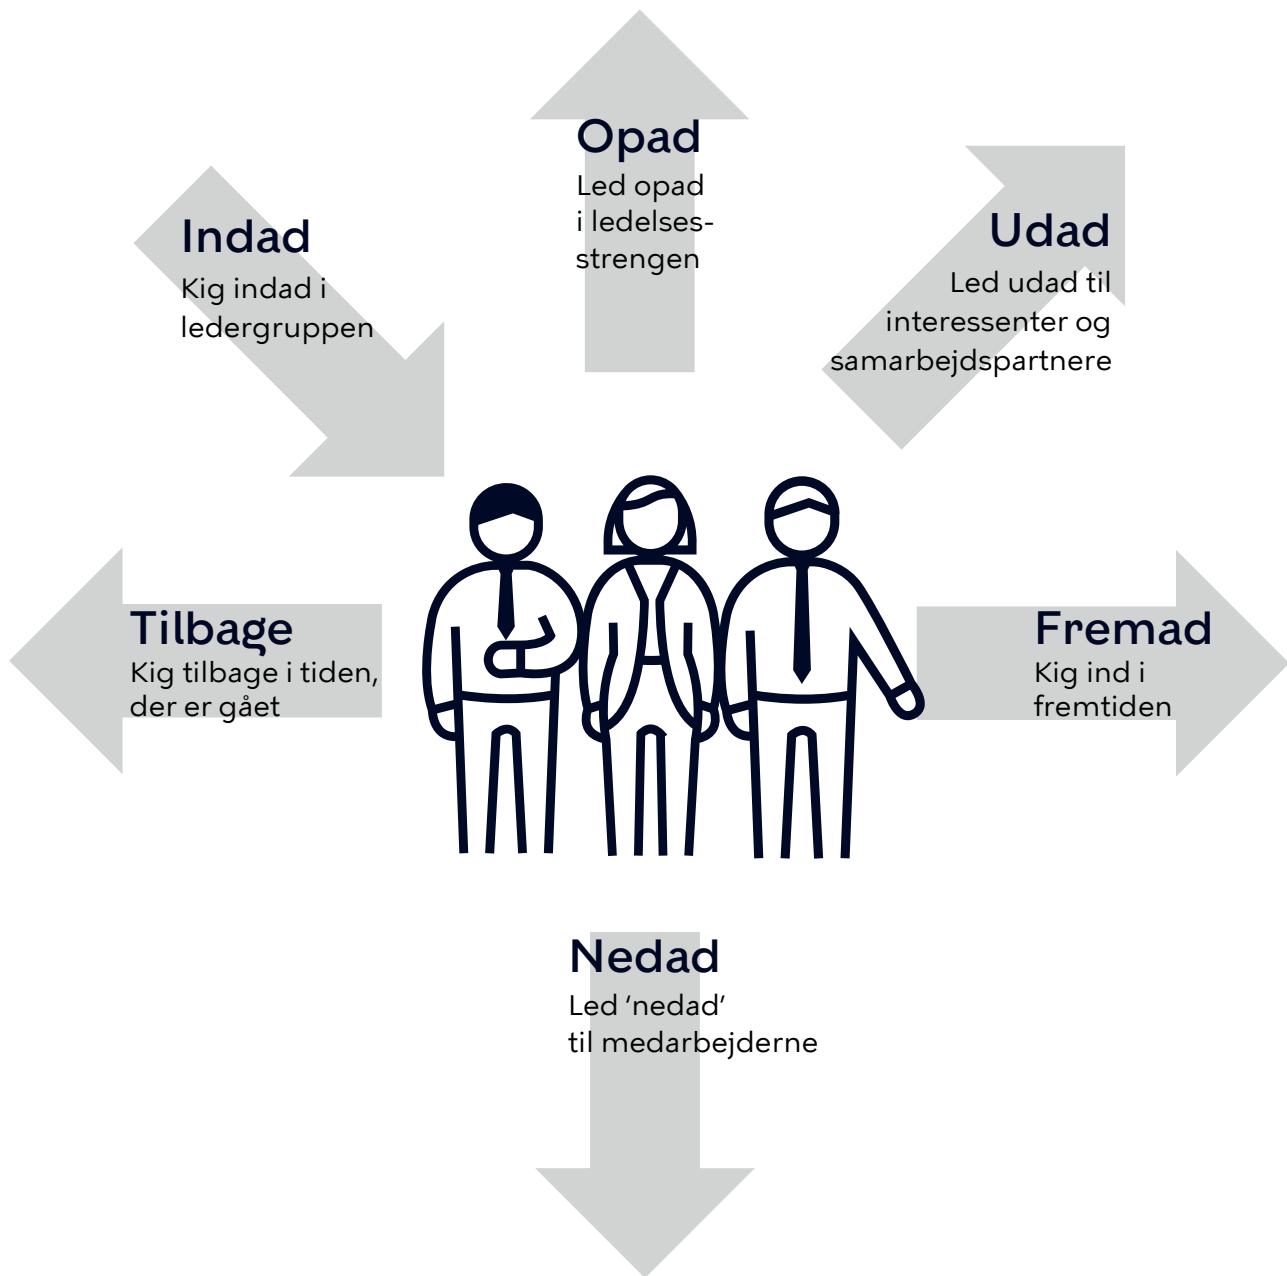 Opad
Led opad
i ledelses-
strengen
Indad
Kig indad i
ledergruppen
Udad
Led udad til
interessenter og
samarbejdspartnere
Tilbage
Kig tilbage i tiden,
der er gået
Fremad
Kig ind i
fremtiden
Nedad
Led ‘nedad’
til medarbejderne